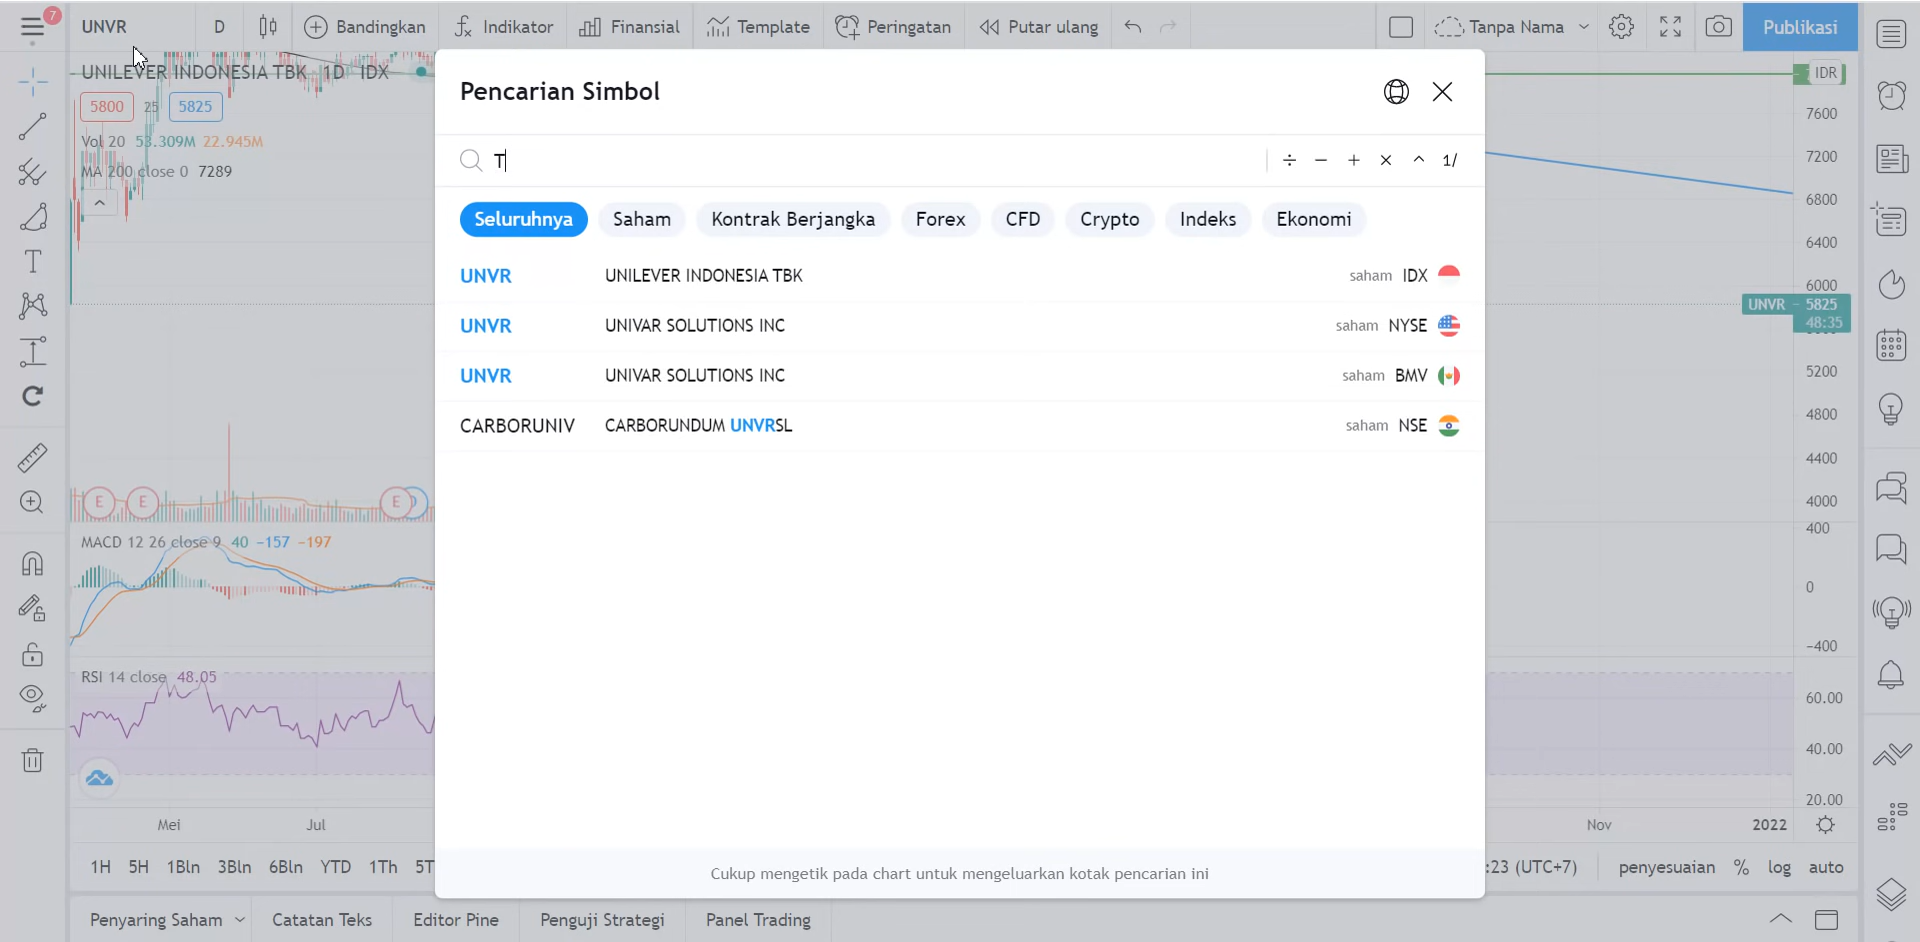 7
UNVR
D
Bandingkan
Indikator
Finansial
Template
Peringatan
Putar ulang
Tanpa Nama
Publikasi
UNILEVER INDONESIA TBK 1D IDX
5800 25 5825
Vol 20 53.309M 22.945M
MA 200 close 0 7289
Pencarian Simbol
T
÷ − + × ^ 1/
Seluruhnya Saham Kontrak Berjangka Forex CFD Crypto Indeks Ekonomi
UNVR UNILEVER INDONESIA TBK saham IDX
UNVR UNIVAR SOLUTIONS INC saham NYSE
UNVR UNIVAR SOLUTIONS INC saham BMV
CARBORUNIV CARBORUNDUM UNVRSL saham NSE
Cukup mengetik pada chart untuk mengeluarkan kotak pencarian ini
IDR
7600
7200
6800
6400
6000
UNVR − 5825
48:35
5200
4800
4400
4000
400
0
−400
60.00
40.00
20.00
E E E
MACD 12 26 close 9 40 −157 −197
RSI 14 close 48.05
Mei Jul Nov 2022
1H 5H 1Bln 3Bln 6Bln YTD 1Th 5T
:23 (UTC+7) penyesuaian % log auto
Penyaring Saham Catatan Teks Editor Pine Penguji Strategi Panel Trading